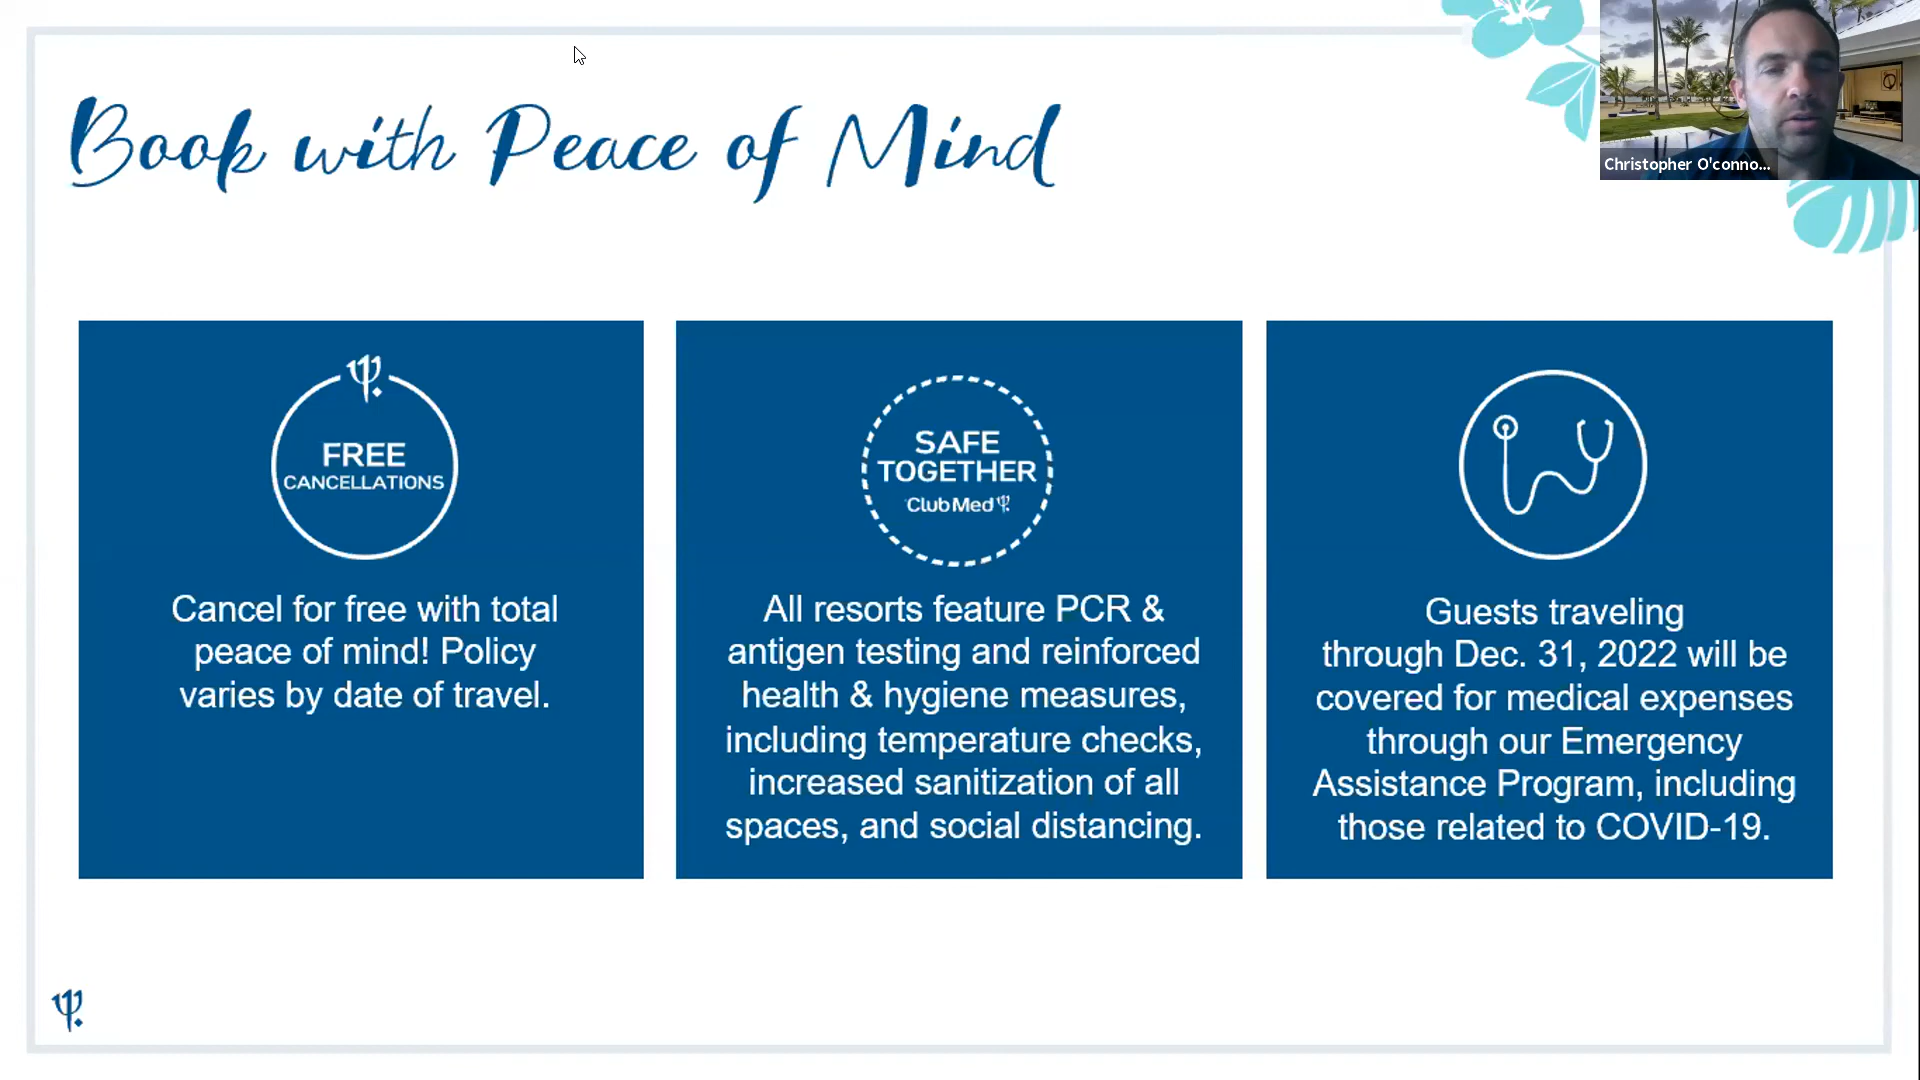 Book with Peace of Mind
Christopher O'conno...
FREE
CANCELLATIONS
Cancel for free with total
peace of mind! Policy
varies by date of travel.
SAFE
TOGETHER
Club Med
All resorts feature PCR &
antigen testing and reinforced
health & hygiene measures,
including temperature checks,
increased sanitization of all
spaces, and social distancing.
Guests traveling
through Dec. 31, 2022 will be
covered for medical expenses
through our Emergency
Assistance Program, including
those related to COVID-19.